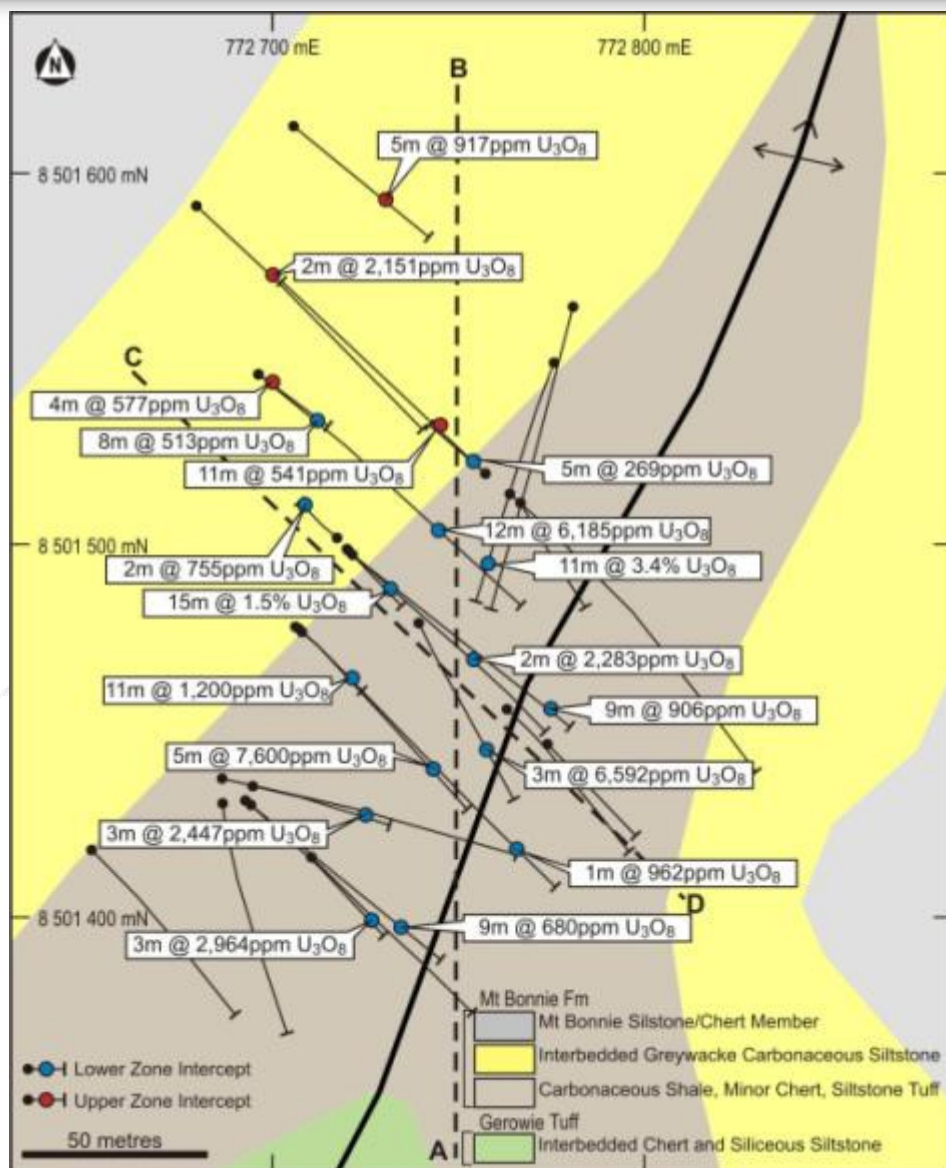 772 700 mE
772 800 mE
N
B
5m @ 917ppm U₃O₈
8 501 600 mN
2m @ 2,151ppm U₃O₈
C
4m @ 577ppm U₃O₈
8m @ 513ppm U₃O₈
11m @ 541ppm U₃O₈
5m @ 269ppm U₃O₈
12m @ 6,185ppm U₃O₈
8 501 500 mN
11m @ 3.4% U₃O₈
2m @ 755ppm U₃O₈
15m @ 1.5% U₃O₈
2m @ 2,283ppm U₃O₈
11m @ 1,200ppm U₃O₈
9m @ 906ppm U₃O₈
5m @ 7,600ppm U₃O₈
3m @ 6,592ppm U₃O₈
3m @ 2,447ppm U₃O₈
1m @ 962ppm U₃O₈
D
8 501 400 mN
9m @ 680ppm U₃O₈
3m @ 2,964ppm U₃O₈
Mt Bonnie Fm
Mt Bonnie Silstone/Chert Member
Interbedded Greywacke Carbonaceous Siltstone
Carbonaceous Shale, Minor Chert, Siltstone Tuff
Gerowie Tuff
Interbedded Chert and Siliceous Siltstone
Lower Zone Intercept
Upper Zone Intercept
50 metres
A